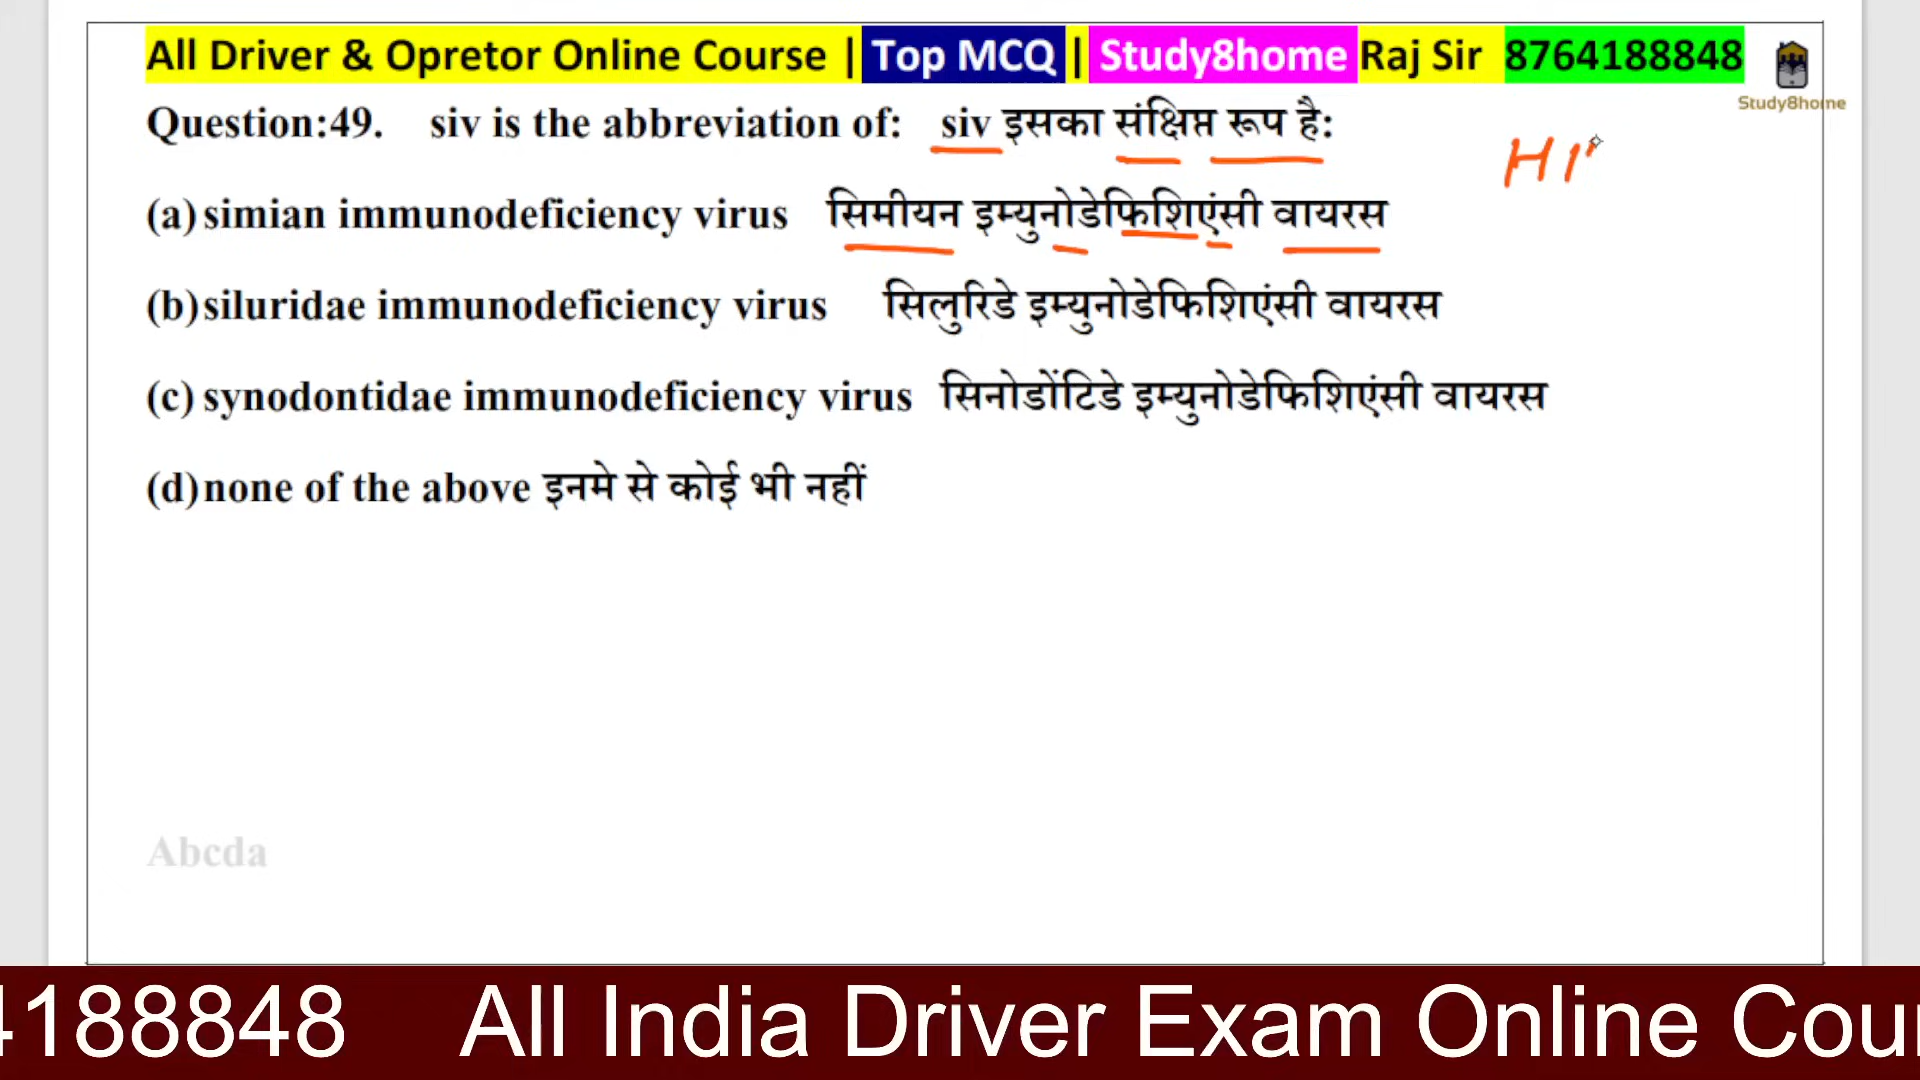 All Driver & Opretor Online Course | Top MCQ | Study8home Raj Sir 8764188848
Study8home
Question:49. siv is the abbreviation of: siv इसका संक्षिप्त रूप है:
HI
(a) simian immunodeficiency virus सिमीयन इम्युनोडेफिशिएंसी वायरस
(b) siluridae immunodeficiency virus सिलुरिडे इम्युनोडेफिशिएंसी वायरस
(c) synodontidae immunodeficiency virus सिनोडोंटिडे इम्युनोडेफिशिएंसी वायरस
(d) none of the above इनमे से कोई भी नहीं
Abcda
4188848 All India Driver Exam Online Cour